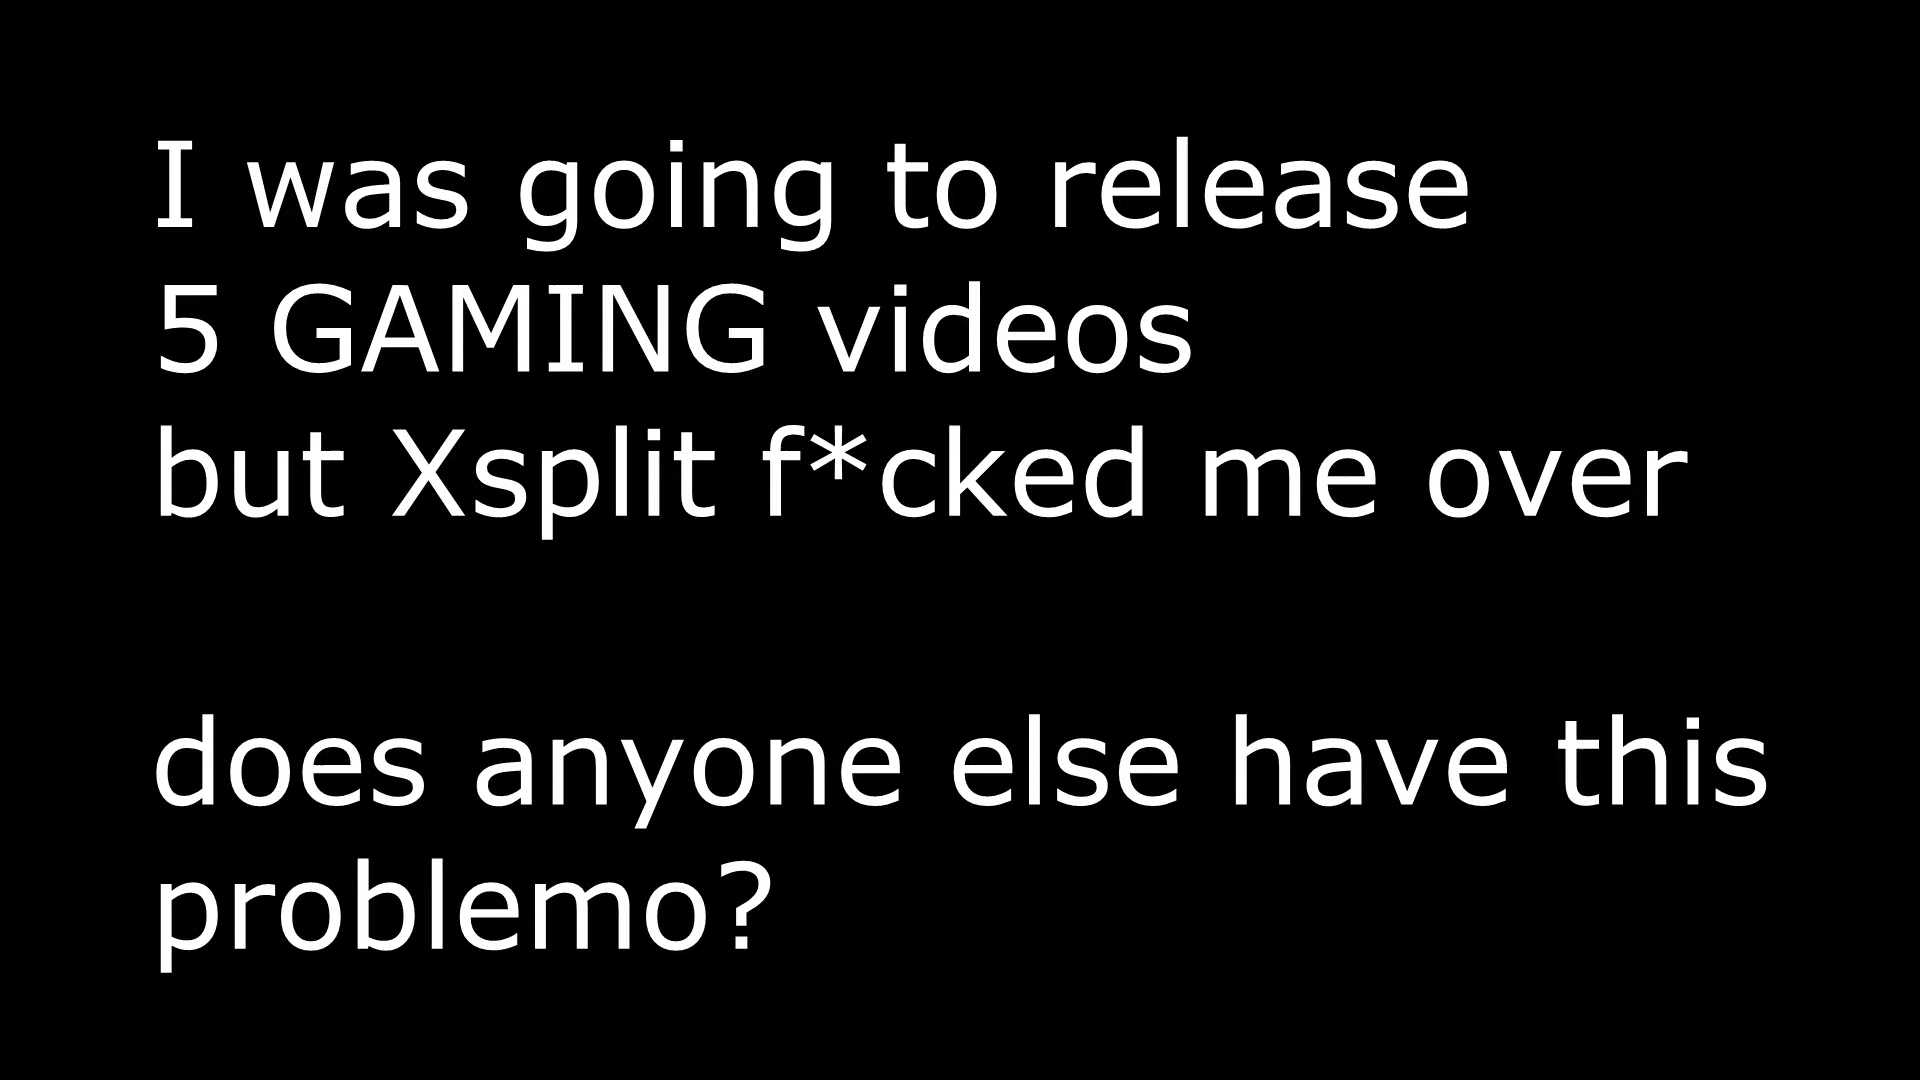 I was going to release
5 GAMING videos
but Xsplit f*cked me over
does anyone else have this
problemo?